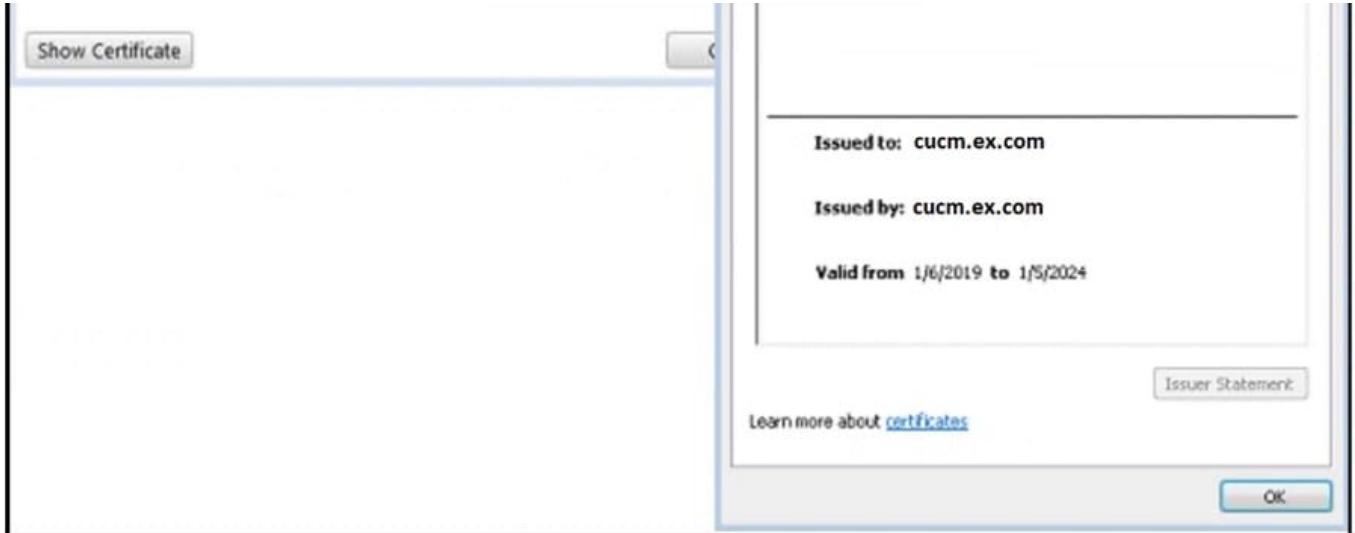 Show Certificate
Issued to: cucm.ex.com
Issued by: cucm.ex.com
Valid from 1/6/2019 to 1/5/2024
Issuer Statement
Learn more about certificates
OK